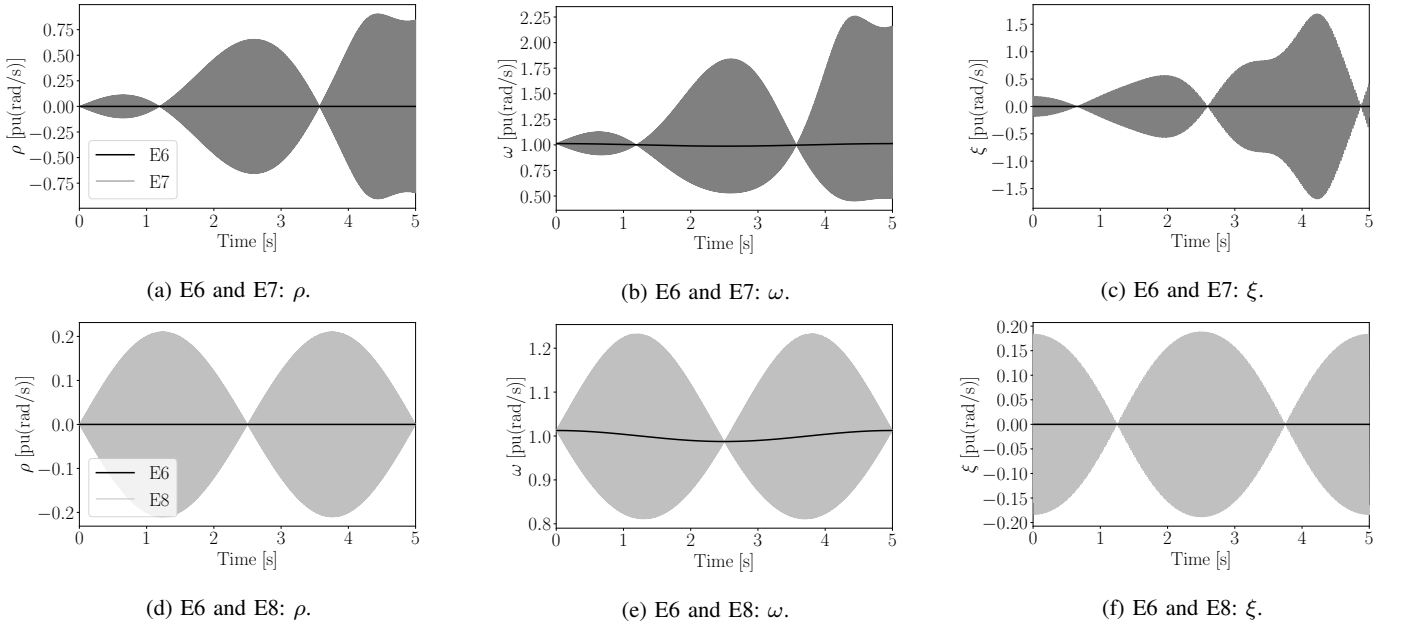 0.75
0.50
0.25
0.00
−0.25
−0.50
−0.75
ρ [pu(rad/s)]
E6
E7
0 1 2 3 4 5
Time [s]
(a) E6 and E7: ρ.
2.25
2.00
1.75
1.50
1.25
1.00
0.75
0.50
ω [pu(rad/s)]
0 1 2 3 4 5
Time [s]
(b) E6 and E7: ω.
1.5
1.0
0.5
0.0
−0.5
−1.0
−1.5
ξ [pu(rad/s)]
0 1 2 3 4 5
Time [s]
(c) E6 and E7: ξ.
0.2
0.1
0.0
−0.1
−0.2
ρ [pu(rad/s)]
E6
E8
0 1 2 3 4 5
Time [s]
(d) E6 and E8: ρ.
1.2
1.1
1.0
0.9
0.8
ω [pu(rad/s)]
0 1 2 3 4 5
Time [s]
(e) E6 and E8: ω.
0.20
0.15
0.10
0.05
0.00
−0.05
−0.10
−0.15
−0.20
ξ [pu(rad/s)]
0 1 2 3 4 5
Time [s]
(f) E6 and E8: ξ.